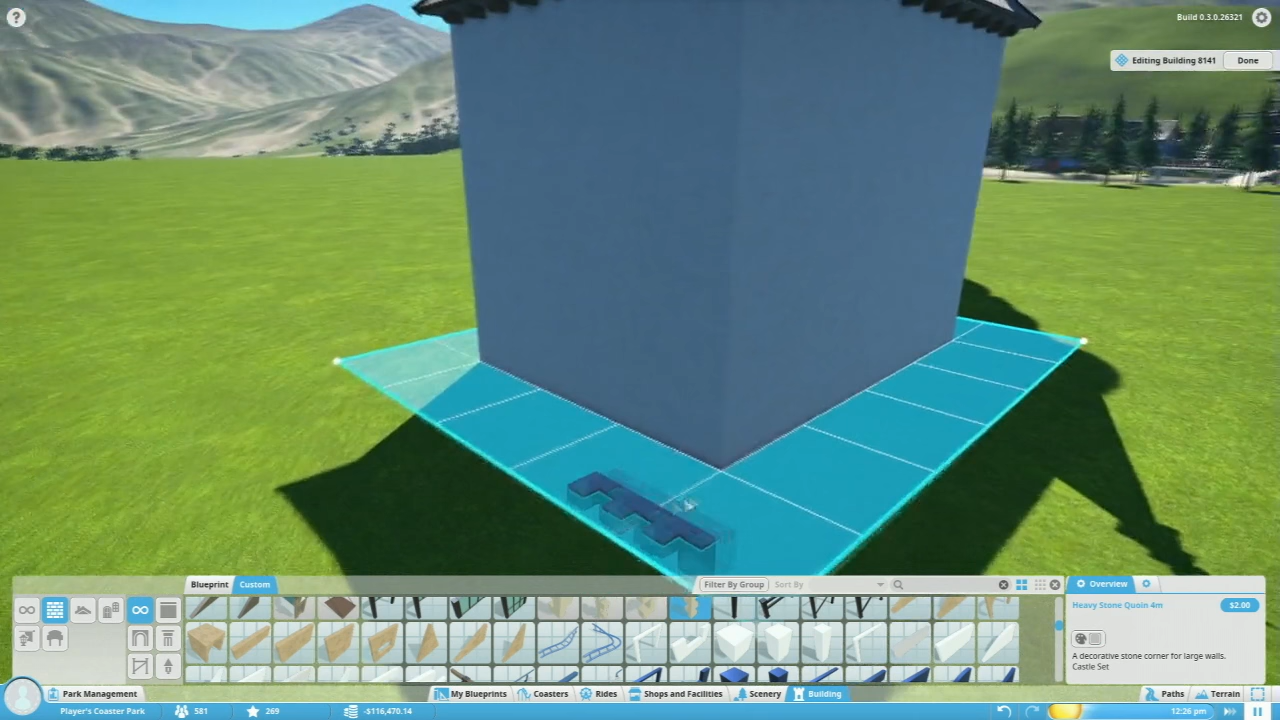 ?
Build 0.3.0.26321
Editing Building 8141
Done
Blueprint
Custom
Filter By Group
Sort By
Overview
Heavy Stone Quoin 4m
$2.00
A decorative stone corner for large walls.
Castle Set
Park Management
My Blueprints
Coasters
Rides
Shops and Facilities
Scenery
Building
Paths
Terrain
Player's Coaster Park
581
269
-$116,470.14
12:26 pm